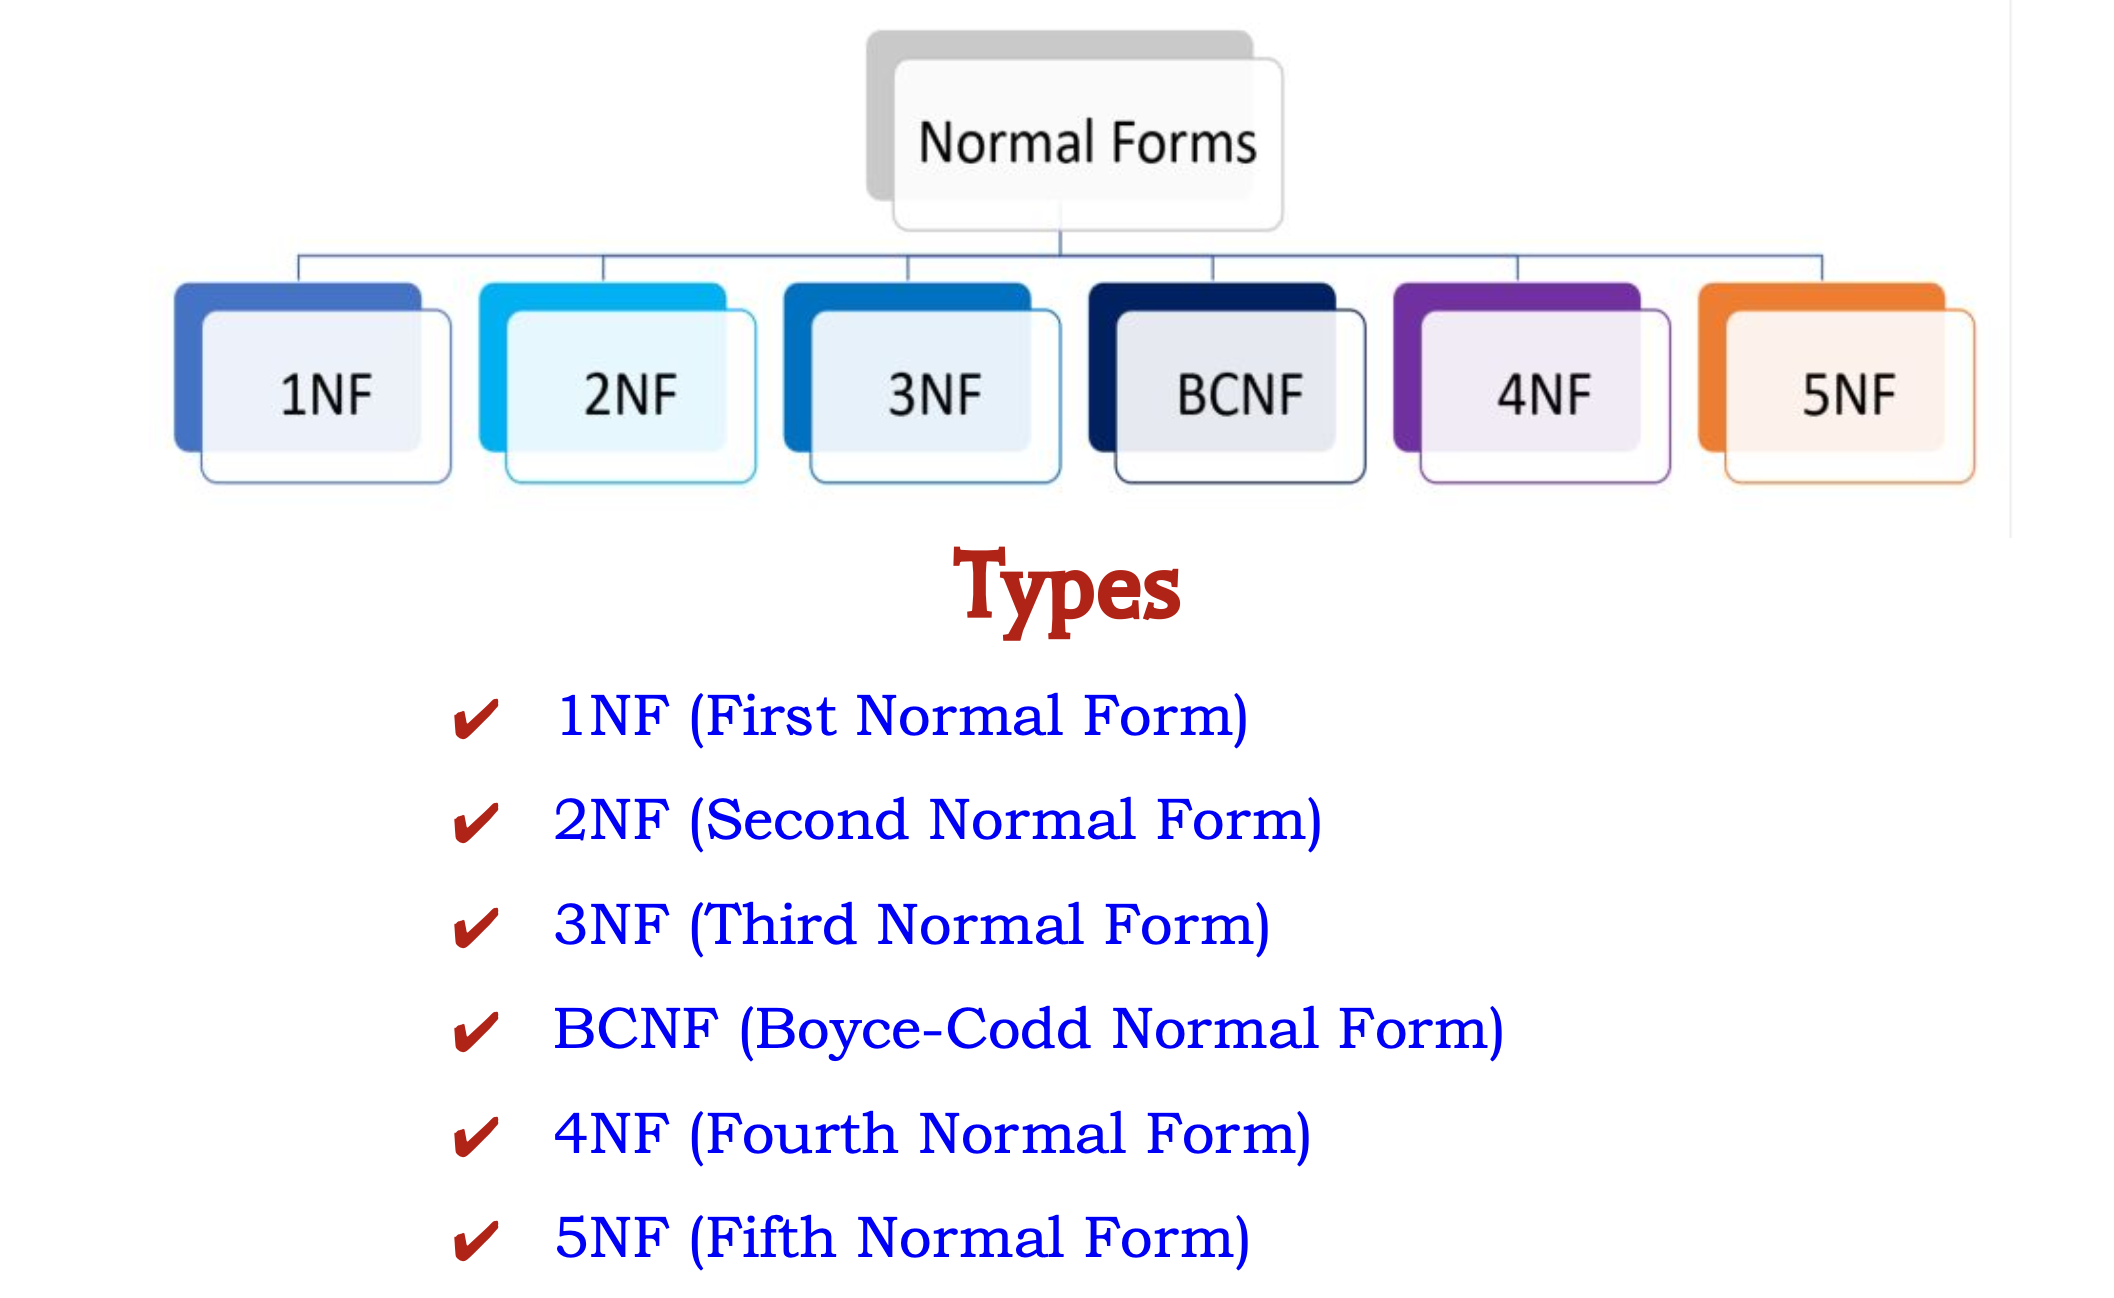 Normal Forms
1NF 2NF 3NF BCNF 4NF 5NF
Types
✔ 1NF (First Normal Form)
✔ 2NF (Second Normal Form)
✔ 3NF (Third Normal Form)
✔ BCNF (Boyce-Codd Normal Form)
✔ 4NF (Fourth Normal Form)
✔ 5NF (Fifth Normal Form)